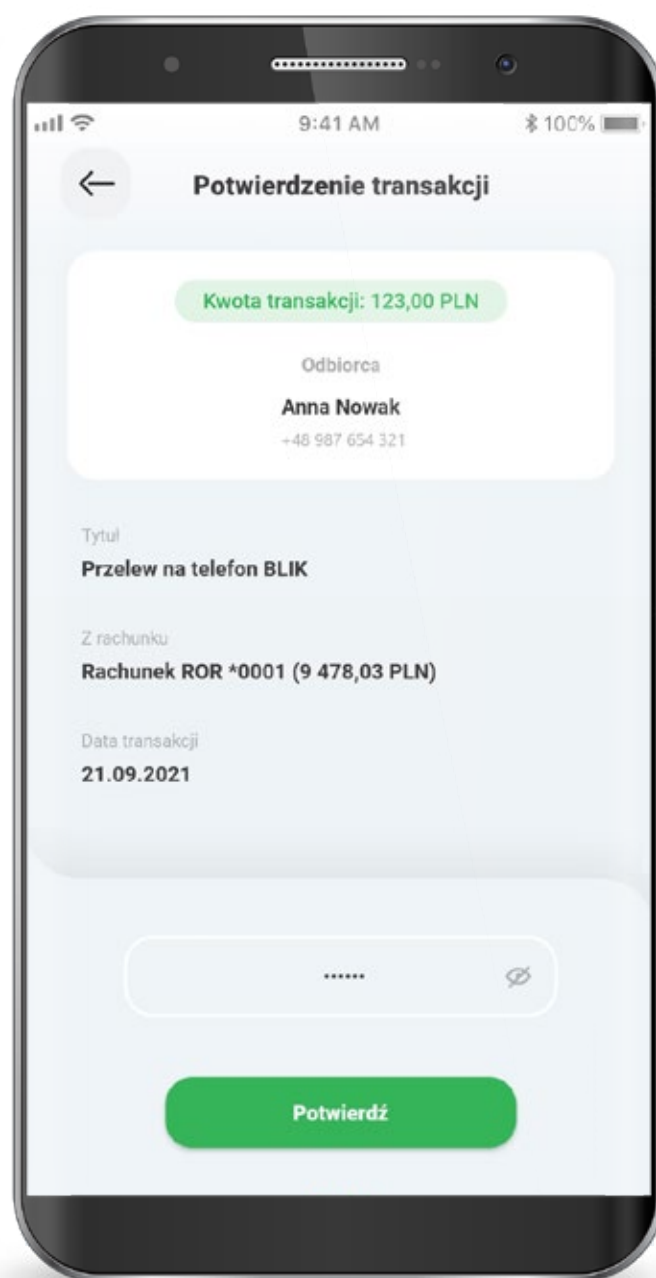 9:41 AM
100%
Potwierdzenie transakcji
Kwota transakcji: 123,00 PLN
Odbiorca
Anna Nowak
+48 987 654 321
Tytuł
Przelew na telefon BLIK
Z rachunku
Rachunek ROR *0001 (9 478,03 PLN)
Data transakcji
21.09.2021
••••••
Potwierdź